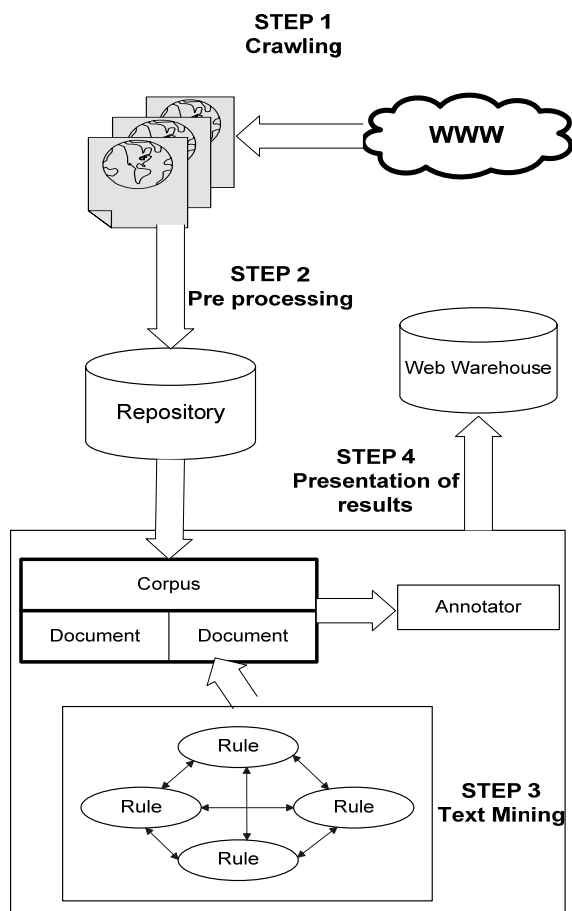 STEP 1
Crawling
WWW
STEP 2
Pre processing
Web Warehouse
Repository
STEP 4
Presentation of
results
Corpus
Document
Document
Annotator
Rule
Rule
Rule
Rule
STEP 3
Text Mining